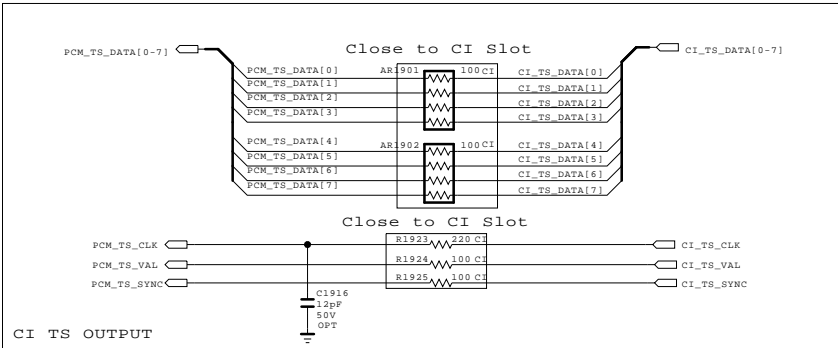 Close to CI Slot
PCM_TS_DATA[0-7]
CI_TS_DATA[0-7]
PCM_TS_DATA[0] AR1901 100 CI CI_TS_DATA[0]
PCM_TS_DATA[1] CI_TS_DATA[1]
PCM_TS_DATA[2] CI_TS_DATA[2]
PCM_TS_DATA[3] CI_TS_DATA[3]
PCM_TS_DATA[4] AR1902 100 CI CI_TS_DATA[4]
PCM_TS_DATA[5] CI_TS_DATA[5]
PCM_TS_DATA[6] CI_TS_DATA[6]
PCM_TS_DATA[7] CI_TS_DATA[7]
Close to CI Slot
PCM_TS_CLK R1923 220 CI CI_TS_CLK
PCM_TS_VAL R1924 100 CI CI_TS_VAL
PCM_TS_SYNC R1925 100 CI CI_TS_SYNC
C1916
12pF
50V
OPT
CI TS OUTPUT